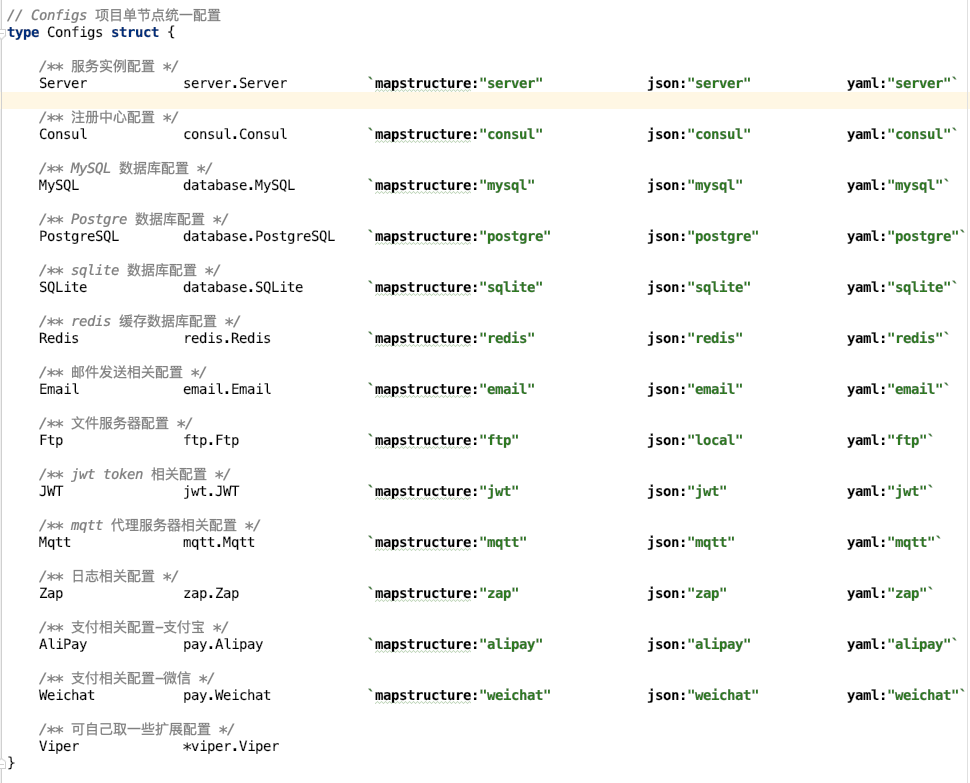 // Configs 项目单节点统一配置
type Configs struct {
/** 服务实例配置 */
Server server.Server `mapstructure:"server" json:"server" yaml:"server"`
/** 注册中心配置 */
Consul consul.Consul `mapstructure:"consul" json:"consul" yaml:"consul"`
/** MySQL 数据库配置 */
MySQL database.MySQL `mapstructure:"mysql" json:"mysql" yaml:"mysql"`
/** Postgre 数据库配置 */
PostgreSQL database.PostgreSQL `mapstructure:"postgre" json:"postgre" yaml:"postgre"`
/** sqlite 数据库配置 */
SQLite database.SQLite `mapstructure:"sqlite" json:"sqlite" yaml:"sqlite"`
/** redis 缓存数据库配置 */
Redis redis.Redis `mapstructure:"redis" json:"redis" yaml:"redis"`
/** 邮件发送相关配置 */
Email email.Email `mapstructure:"email" json:"email" yaml:"email"`
/** 文件服务器配置 */
Ftp ftp.Ftp `mapstructure:"ftp" json:"local" yaml:"ftp"`
/** jwt token 相关配置 */
JWT jwt.JWT `mapstructure:"jwt" json:"jwt" yaml:"jwt"`
/** mqtt 代理服务器相关配置 */
Mqtt mqtt.Mqtt `mapstructure:"mqtt" json:"mqtt" yaml:"mqtt"`
/** 日志相关配置 */
Zap zap.Zap `mapstructure:"zap" json:"zap" yaml:"zap"`
/** 支付相关配置-支付宝 */
AliPay pay.Alipay `mapstructure:"alipay" json:"alipay" yaml:"alipay"`
/** 支付相关配置-微信 */
Weichat pay.Weichat `mapstructure:"weichat" json:"weichat" yaml:"weichat"`
/** 可自己取一些扩展配置 */
Viper *viper.Viper
}